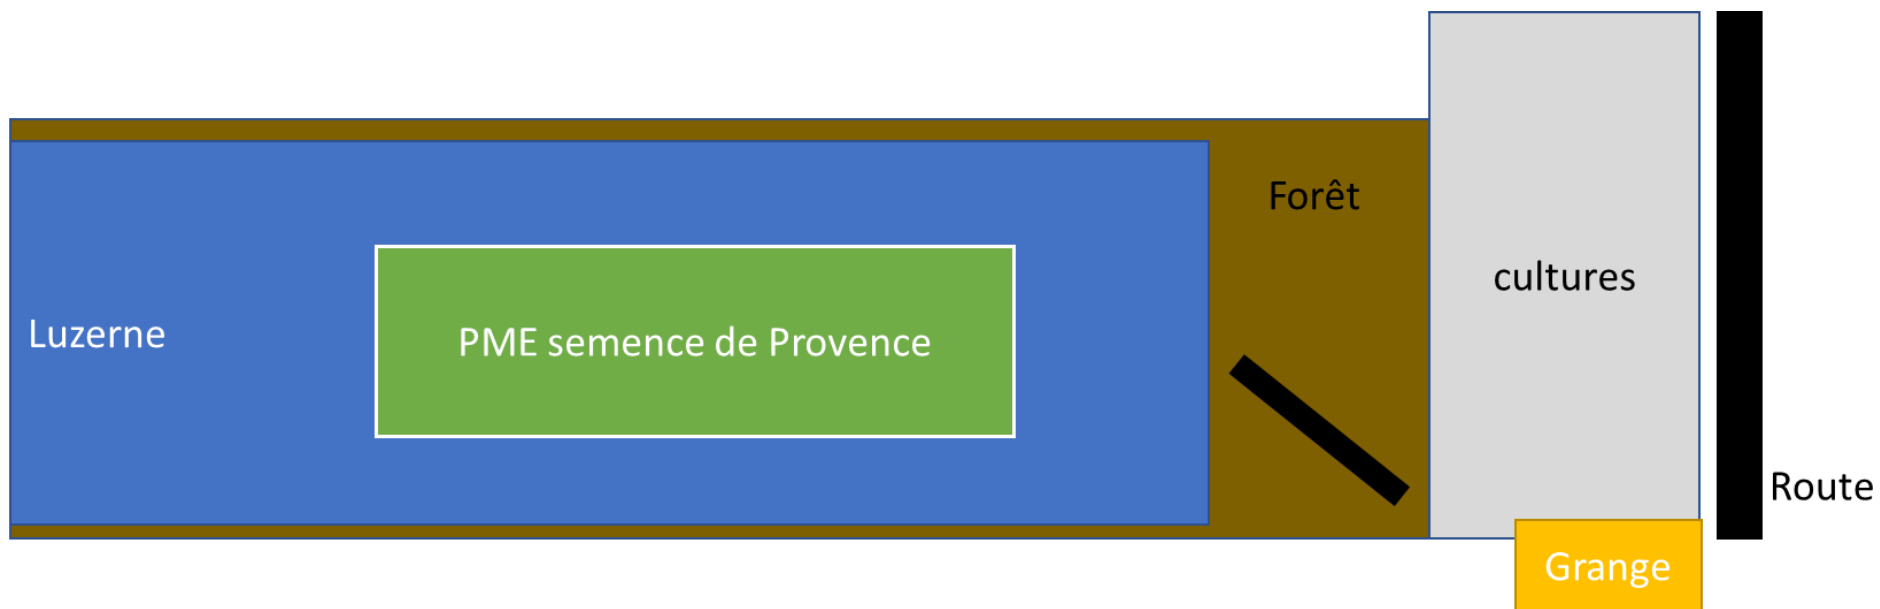 Forêt
cultures
Luzerne
PME semence de Provence
Route
Grange